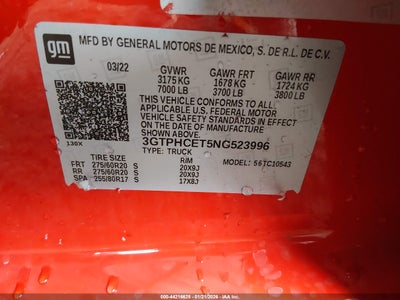 gm
MFD BY GENERAL MOTORS DE MEXICO, S. DE R.L. DE C.V.
03/22 GVWR GAWR FRT GAWR RR
3175 KG 1678 KG 1724 KG
7000 LB 3700 LB 3800 LB
THIS VEHICLE CONFORMS TO ALL
APPLICABLE U.S. FEDERAL MOTOR
VEHICLE SAFETY STANDARDS IN EFFECT
ON THE DATE OF MANUFACTURE
SHOWN ABOVE.
130X
3GTPHCET5NG523996
TYPE: TRUCK MODEL: 56TC10543
TIRE SIZE RIM
FRT 275/60R20 S 20X9J
RR 275/60R20 S 20X9J
SPA 255/80R17 S 17X8J